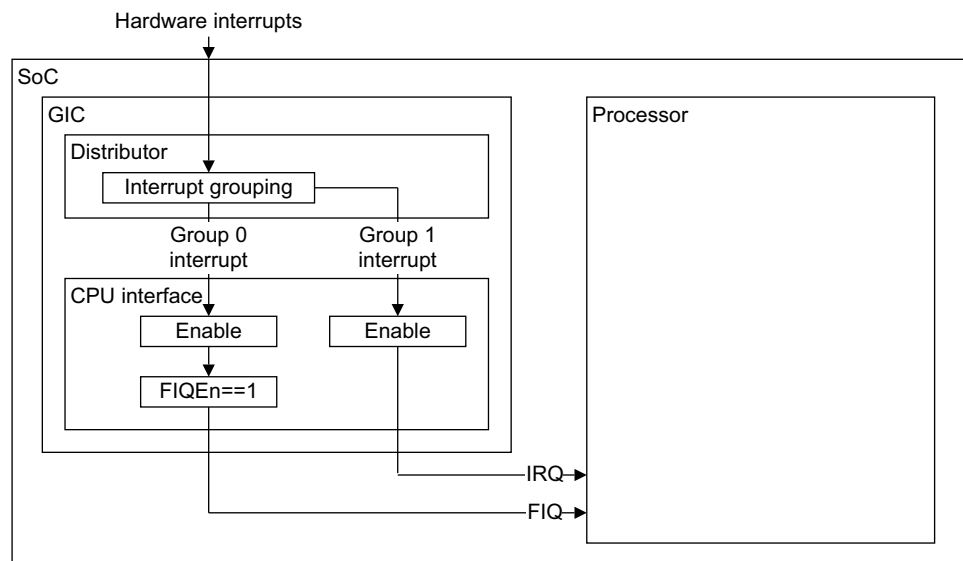 Hardware interrupts
SoC
GIC
Processor
Distributor
Interrupt grouping
Group 0
interrupt
Group 1
interrupt
CPU interface
Enable
Enable
FIQEn==1
IRQ
FIQ